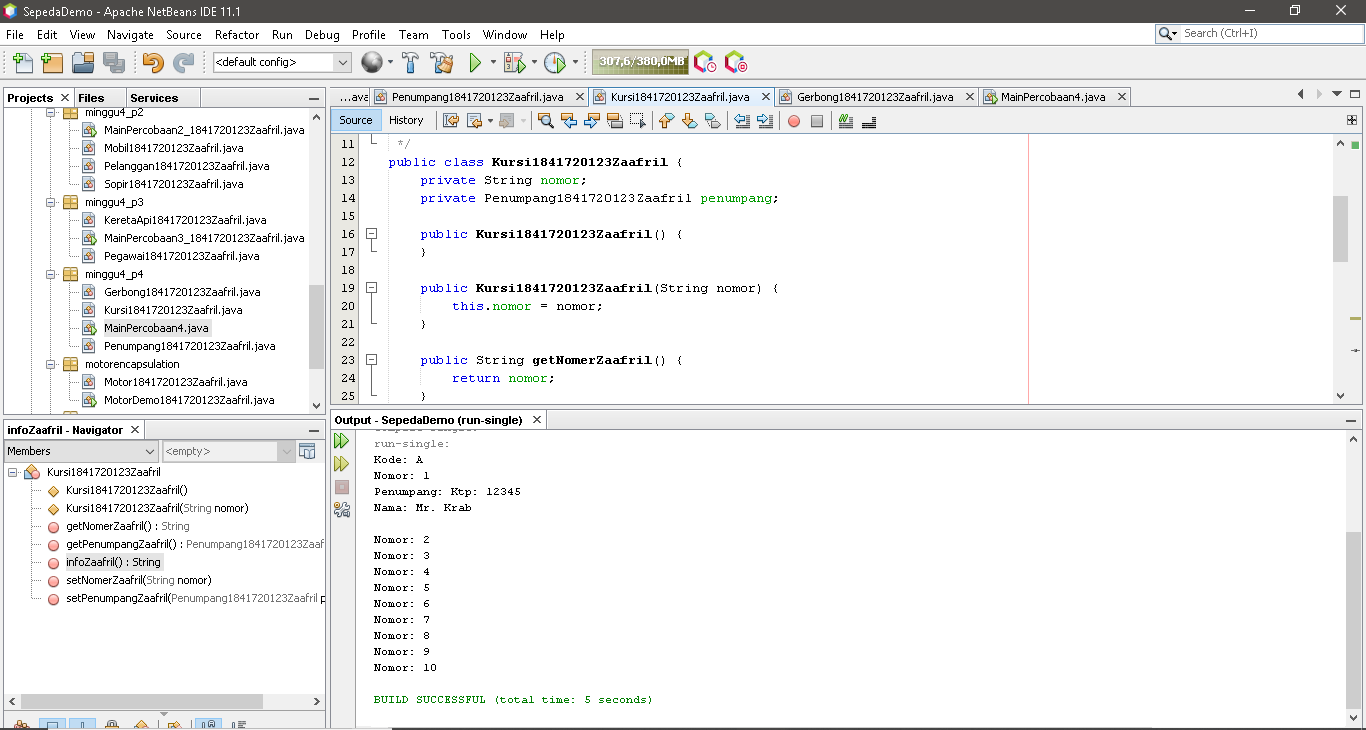 SepedaDemo - Apache NetBeans IDE 11.1
File Edit View Navigate Source Refactor Run Debug Profile Team Tools Window Help
Search (Ctrl+I)
<default config>
307,6/380,0MB
Projects Files Services
minggu4_p2
MainPercobaan2_1841720123Zaafril.java
Mobil1841720123Zaafril.java
Pelanggan1841720123Zaafril.java
Sopir1841720123Zaafril.java
minggu4_p3
KeretaApi1841720123Zaafril.java
MainPercobaan3_1841720123Zaafril.java
Pegawai1841720123Zaafril.java
minggu4_p4
Gerbong1841720123Zaafril.java
Kursi1841720123Zaafril.java
MainPercobaan4.java
Penumpang1841720123Zaafril.java
motorencapsulation
Motor1841720123Zaafril.java
MotorDemo1841720123Zaafril.java
infoZaafril - Navigator
Members <empty>
Kursi1841720123Zaafril
Kursi1841720123Zaafril()
Kursi1841720123Zaafril(String nomor)
getNomerZaafril() : String
getPenumpangZaafril() : Penumpang1841720123Zaaf
infoZaafril() : String
setNomerZaafril(String nomor)
setPenumpangZaafril(Penumpang1841720123Zaafril p
...ava Penumpang1841720123Zaafril.java Kursi1841720123Zaafril.java Gerbong1841720123Zaafril.java MainPercobaan4.java
Source History
11 */
12 public class Kursi1841720123Zaafril {
13 private String nomor;
14 private Penumpang1841720123Zaafril penumpang;
15
16 public Kursi1841720123Zaafril() {
17 }
18
19 public Kursi1841720123Zaafril(String nomor) {
20 this.nomor = nomor;
21 }
22
23 public String getNomerZaafril() {
24 return nomor;
25 }
Output - SepedaDemo (run-single)
run-single:
Kode: A
Nomor: 1
Penumpang: Ktp: 12345
Nama: Mr. Krab
Nomor: 2
Nomor: 3
Nomor: 4
Nomor: 5
Nomor: 6
Nomor: 7
Nomor: 8
Nomor: 9
Nomor: 10
BUILD SUCCESSFUL (total time: 5 seconds)